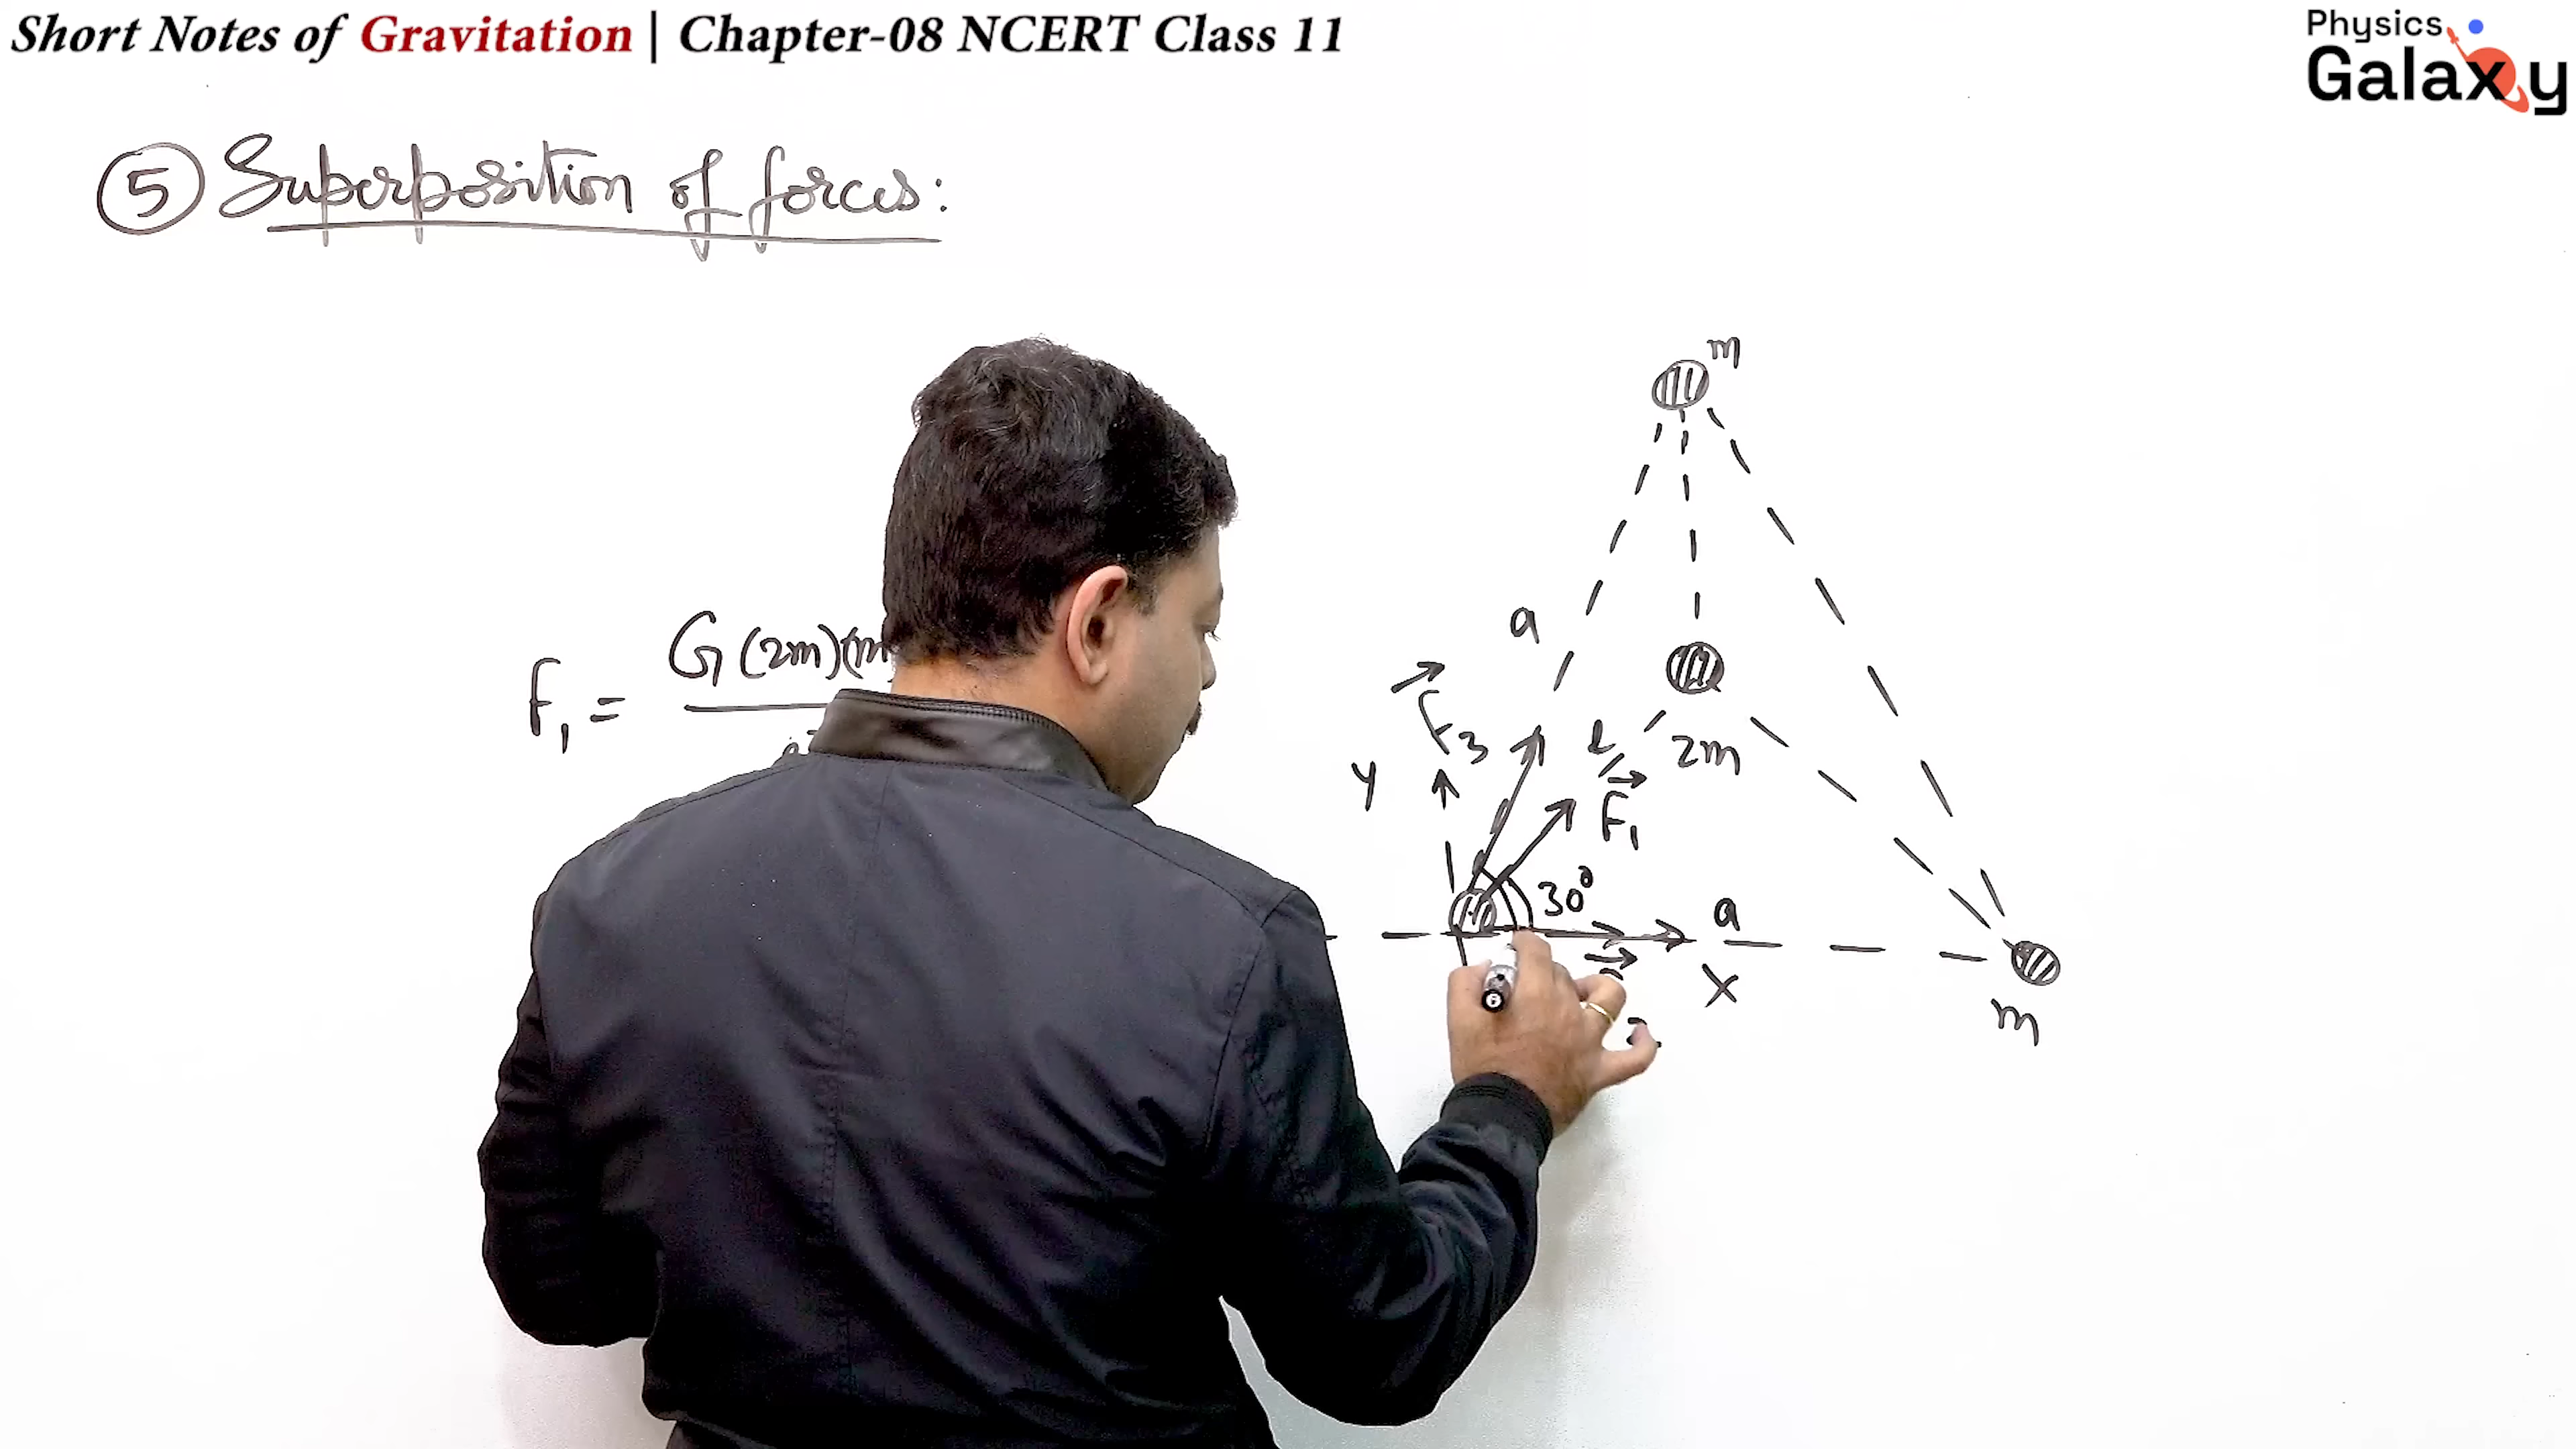 Short Notes of Gravitation | Chapter-08 NCERT Class 11
Physics
Galaxy
5 Superposition of forces:
m
a
F₁ = G(2m)(m
F₃
l
2m
Y
F₁
30°
a
X
m